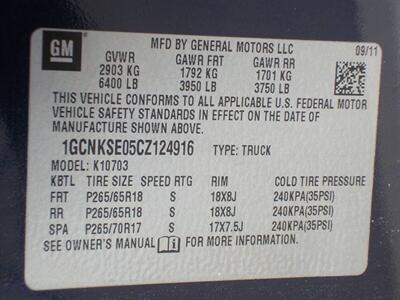 GM
MFD BY GENERAL MOTORS LLC
09/11
GVWR GAWR FRT GAWR RR
2903 KG 1792 KG 1701 KG
6400 LB 3950 LB 3750 LB
THIS VEHICLE CONFORMS TO ALL APPLICABLE U.S. FEDERAL MOTOR
VEHICLE SAFETY STANDARDS IN EFFECT ON THE DATE OF
MANUFACTURE SHOWN ABOVE.
1GCNKSE05CZ124916 TYPE: TRUCK
MODEL: K10703
KBTL TIRE SIZE SPEED RTG RIM COLD TIRE PRESSURE
FRT P265/65R18 S 18X8J 240KPA(35PSI)
RR P265/65R18 S 18X8J 240KPA(35PSI)
SPA P265/70R17 S 17X7.5J 240KPA(35PSI)
SEE OWNER'S MANUAL FOR MORE INFORMATION.